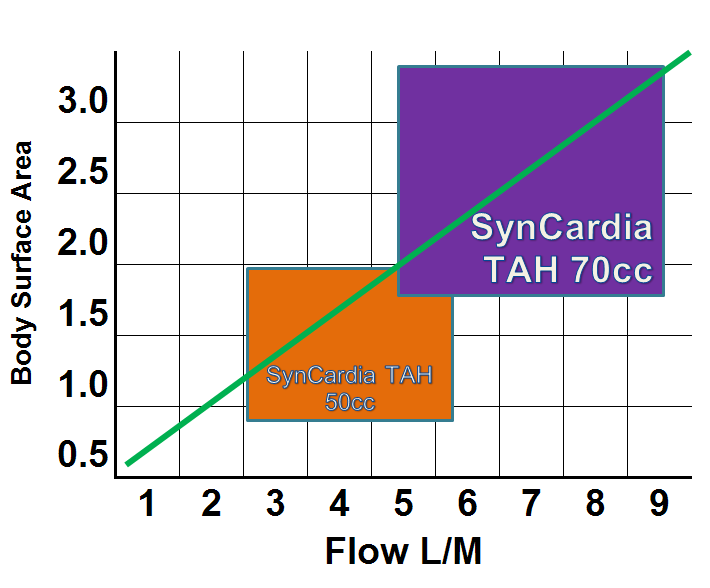 3.0
2.5
2.0
1.5
1.0
0.5
Body Surface Area
SynCardia
TAH 70cc
SynCardia TAH
50cc
1 2 3 4 5 6 7 8 9
Flow L/M